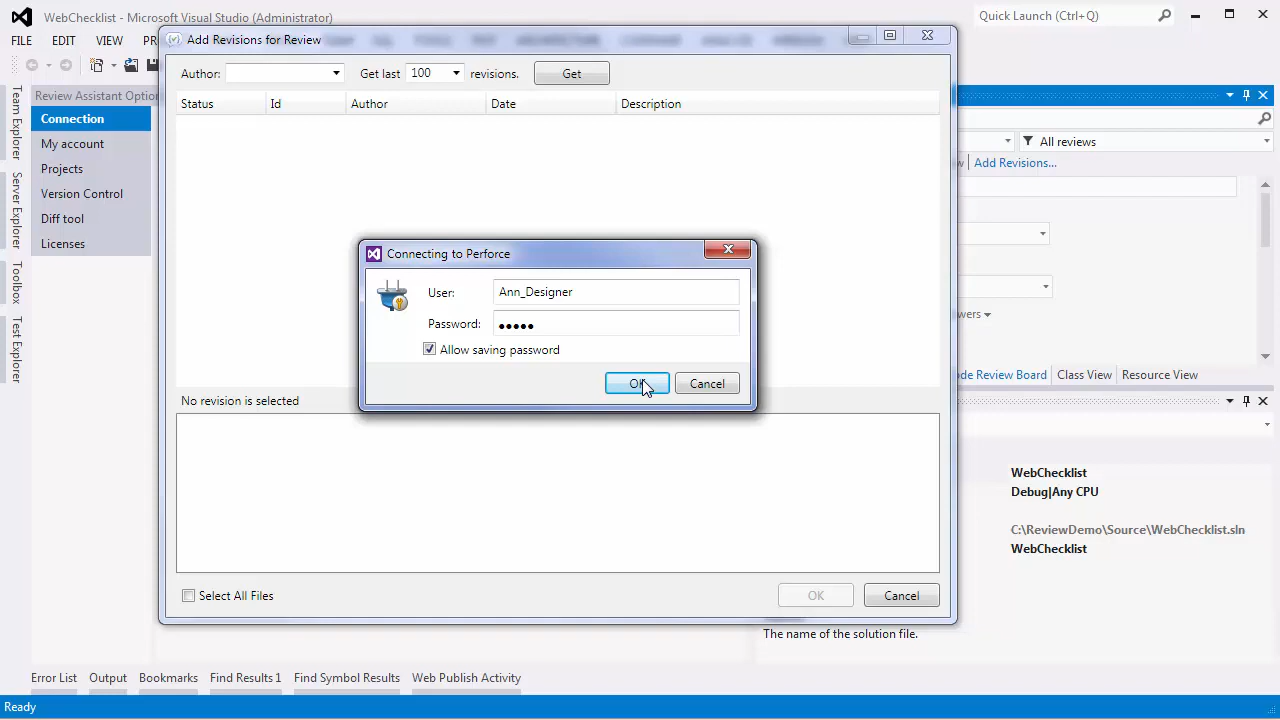 WebChecklist - Microsoft Visual Studio (Administrator)
Quick Launch (Ctrl+Q)
FILE EDIT VIEW
Add Revisions for Review
Author: Get last 100 revisions. Get
Status Id Author Date Description
Team Explorer
Server Explorer
Toolbox
Test Explorer
Review Assistant Option
Connection
My account
Projects
Version Control
Diff tool
Licenses
All reviews
Add Revisions...
Connecting to Perforce
User: Ann_Designer
Password: ●●●●●
Allow saving password
OK Cancel
No revision is selected
Select All Files
OK Cancel
de Review Board Class View Resource View
WebChecklist
Debug|Any CPU
C:\ReviewDemo\Source\WebChecklist.sln
WebChecklist
The name of the solution file.
Error List Output Bookmarks Find Results 1 Find Symbol Results Web Publish Activity
Ready